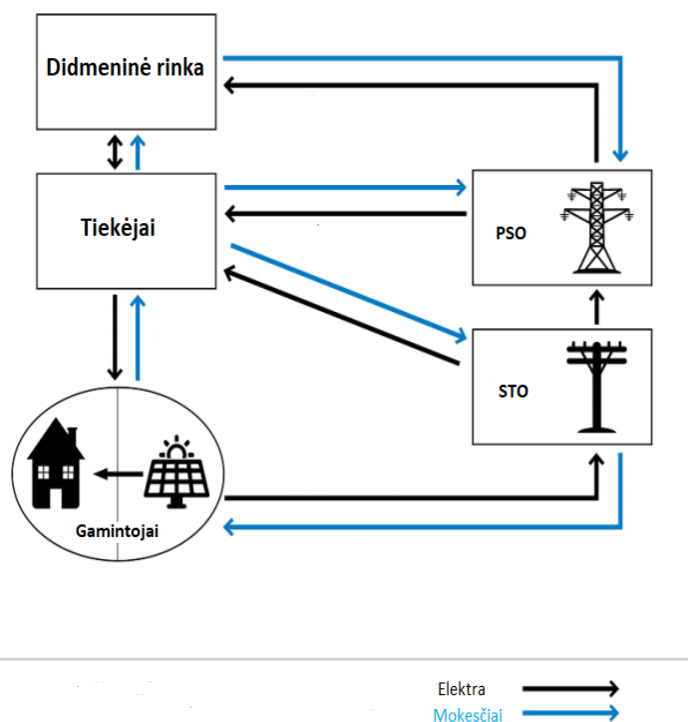 Didmeninė rinka
Tiekėjai
PSO
STO
Gamintojai
Elektra
Mokesčiai